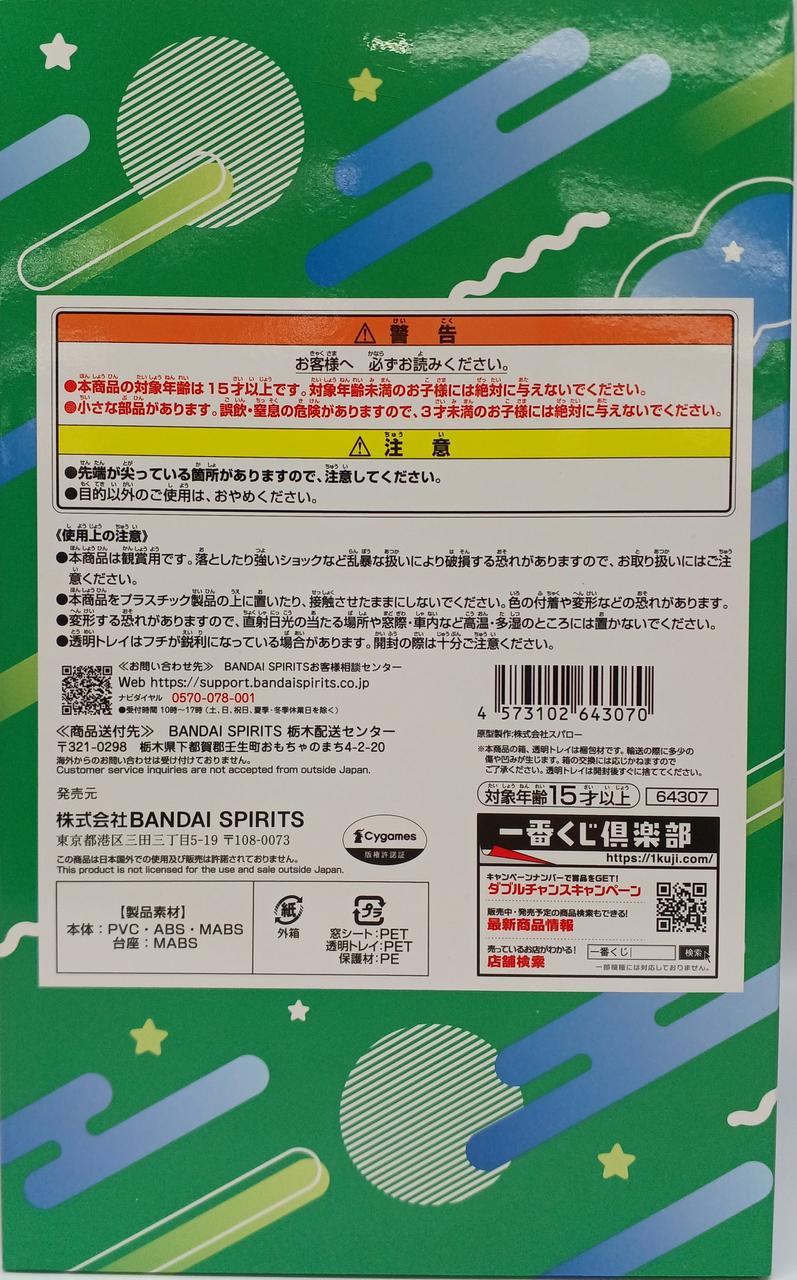 ⚠ 警告
お客様へ 必ずお読みください。
●本商品の対象年齢は15才以上です。対象年齢未満のお子様には絶対に与えないでください。
●小さな部品があります。誤飲・窒息の危険がありますので、3才未満のお子様には絶対に与えないでください。
⚠ 注意
●先端が尖っている箇所がありますので、注意してください。
●目的以外のご使用は、おやめください。
《使用上の注意》
●本商品は観賞用です。落としたり強いショックなど乱暴な扱いにより破損する恐れがありますので、お取り扱いにはご注
意ください。
●本商品をプラスチック製品の上に置いたり、接触させたままにしないでください。色の付着や変形などの恐れがあります。
●変形する恐れがありますので、直射日光の当たる場所や窓際・車内など高温・多湿のところには置かないでください。
●透明トレイはフチが鋭利になっている場合があります。開封の際は十分ご注意ください。
≪お問い合わせ先≫ BANDAI SPIRITSお客様相談センター
Web https://support.bandaispirits.co.jp
ナビダイヤル 0570-078-001
●受付時間 10時～17時（土、日、祝日、夏季・冬季休業日を除く）
≪商品送付先≫ BANDAI SPIRITS 栃木配送センター
〒321-0298 栃木県下都賀郡壬生町おもちゃのまち4-2-20
海外からのお問い合わせは受け付けておりません。
Customer service inquiries are not accepted from outside Japan.
発売元
株式会社BANDAI SPIRITS
東京都港区三田三丁目5-19 〒108-0073
この商品は日本国外での使用及び販売は許諾されておりません。
This product is not licensed for the use and sale outside Japan.
Cygames
版権許諾証
【製品素材】
本体：PVC・ABS・MABS
台座：MABS
紙
外箱
プラ
窓シート：PET
透明トレイ：PET
保護材：PE
4 573102 643070
原型製作：株式会社スパロー
※本商品の箱、透明トレイは梱包材です。輸送の際に多少の
傷や凹みが生じます。箱の交換には応じかねますので
ご了承ください。透明トレイは開封後すぐに捨ててください。
対象年齢15才以上
64307
一番くじ倶楽部
https://1kuji.com/
キャンペーンナンバーで賞品をGET!
ダブルチャンスキャンペーン
販売中・発売予定の商品検索もできる!
最新商品情報
売っているお店がわかる!
店舗検索
一番くじ
検索
一部機種には対応しておりません。